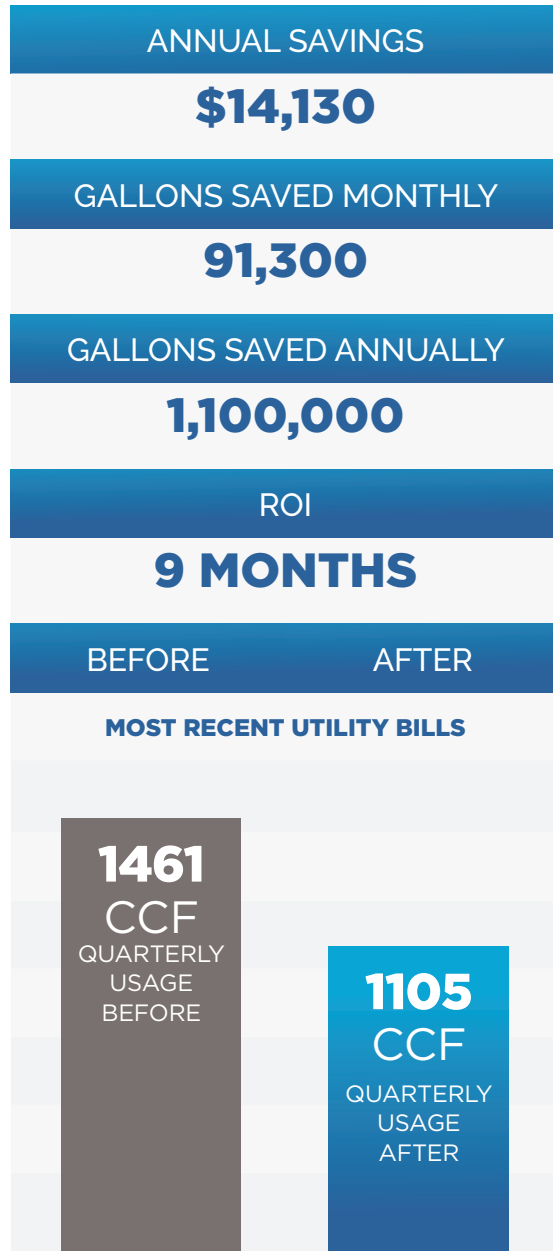 ANNUAL SAVINGS
$14,130
GALLONS SAVED MONTHLY
91,300
GALLONS SAVED ANNUALLY
1,100,000
ROI
9 MONTHS
BEFORE AFTER
MOST RECENT UTILITY BILLS
1461
CCF
QUARTERLY
USAGE
BEFORE
1105
CCF
QUARTERLY
USAGE
AFTER